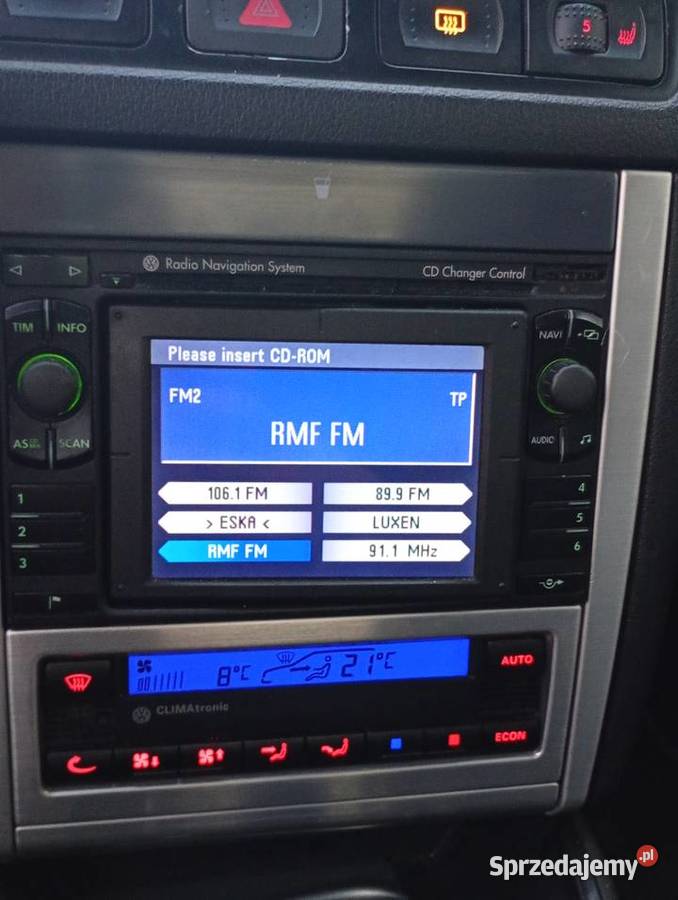 5
Radio Navigation System
CD Changer Control
TIM INFO
NAVI
Please insert CD-ROM
FM2
TP
RMF FM
AS
SCAN
AUDIO
1
2
3
106.1 FM
89.9 FM
> ESKA <
LUXEN
RMF FM
91.1 MHz
4
5
6
8°C
21°C
AUTO
CLIMAtronic
ECON
Sprzedajemy.pl